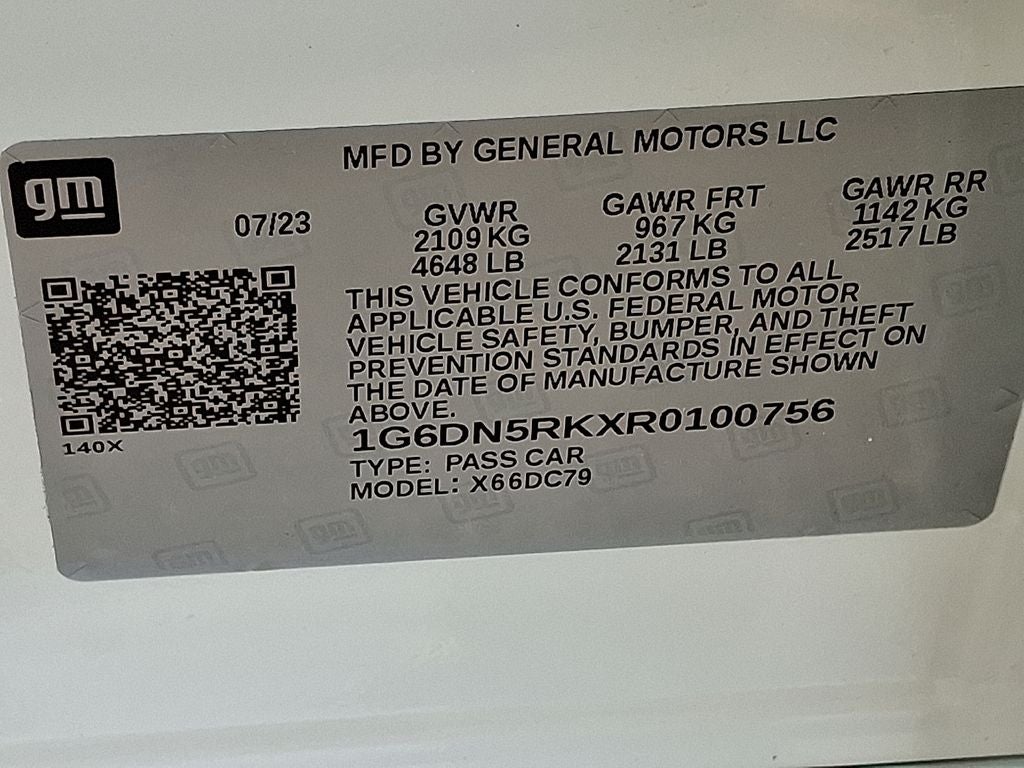 MFD BY GENERAL MOTORS LLC
gm
07/23
GVWR
2109 KG
4648 LB
GAWR FRT
967 KG
2131 LB
GAWR RR
1142 KG
2517 LB
THIS VEHICLE CONFORMS TO ALL
APPLICABLE U.S. FEDERAL MOTOR
VEHICLE SAFETY, BUMPER, AND THEFT
PREVENTION STANDARDS IN EFFECT ON
THE DATE OF MANUFACTURE SHOWN
ABOVE.
1G6DN5RKXR0100756
140X
TYPE: PASS CAR
MODEL: X66DC79